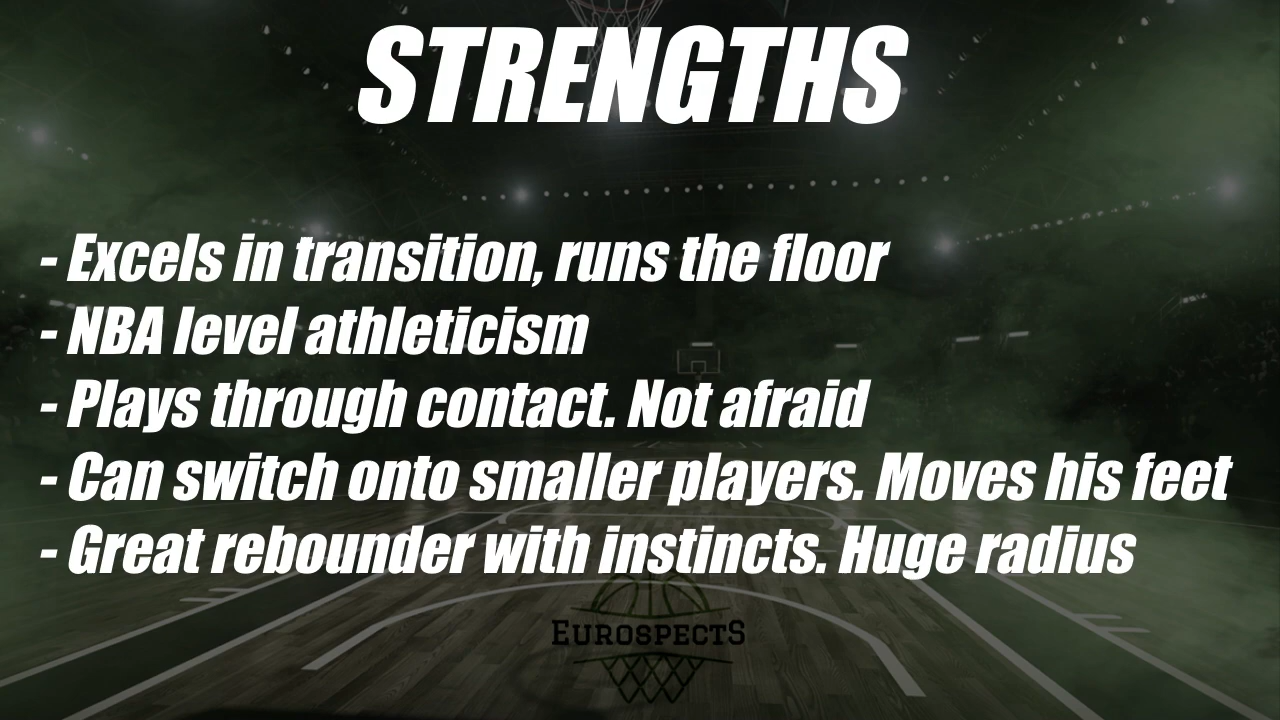 STRENGTHS
- Excels in transition, runs the floor
- NBA level athleticism
- Plays through contact. Not afraid
- Can switch onto smaller players. Moves his feet
- Great rebounder with instincts. Huge radius
EUROSPECTS